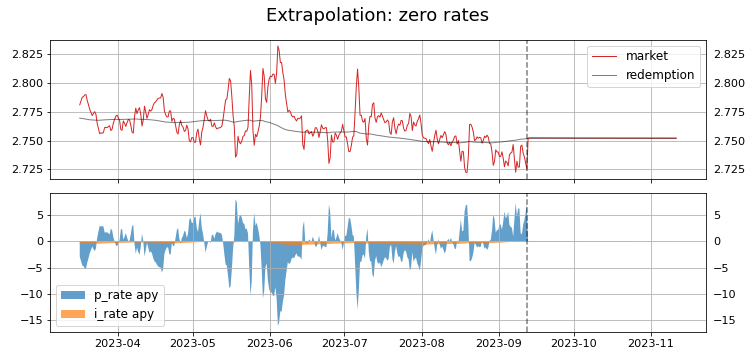 Extrapolation: zero rates
2.825 2.825
2.800 2.800
2.775 2.775
2.750 2.750
2.725 2.725
market
redemption
5 5
0 0
−5 −5
−10 −10
−15 −15
p_rate apy
i_rate apy
2023-04 2023-05 2023-06 2023-07 2023-08 2023-09 2023-10 2023-11